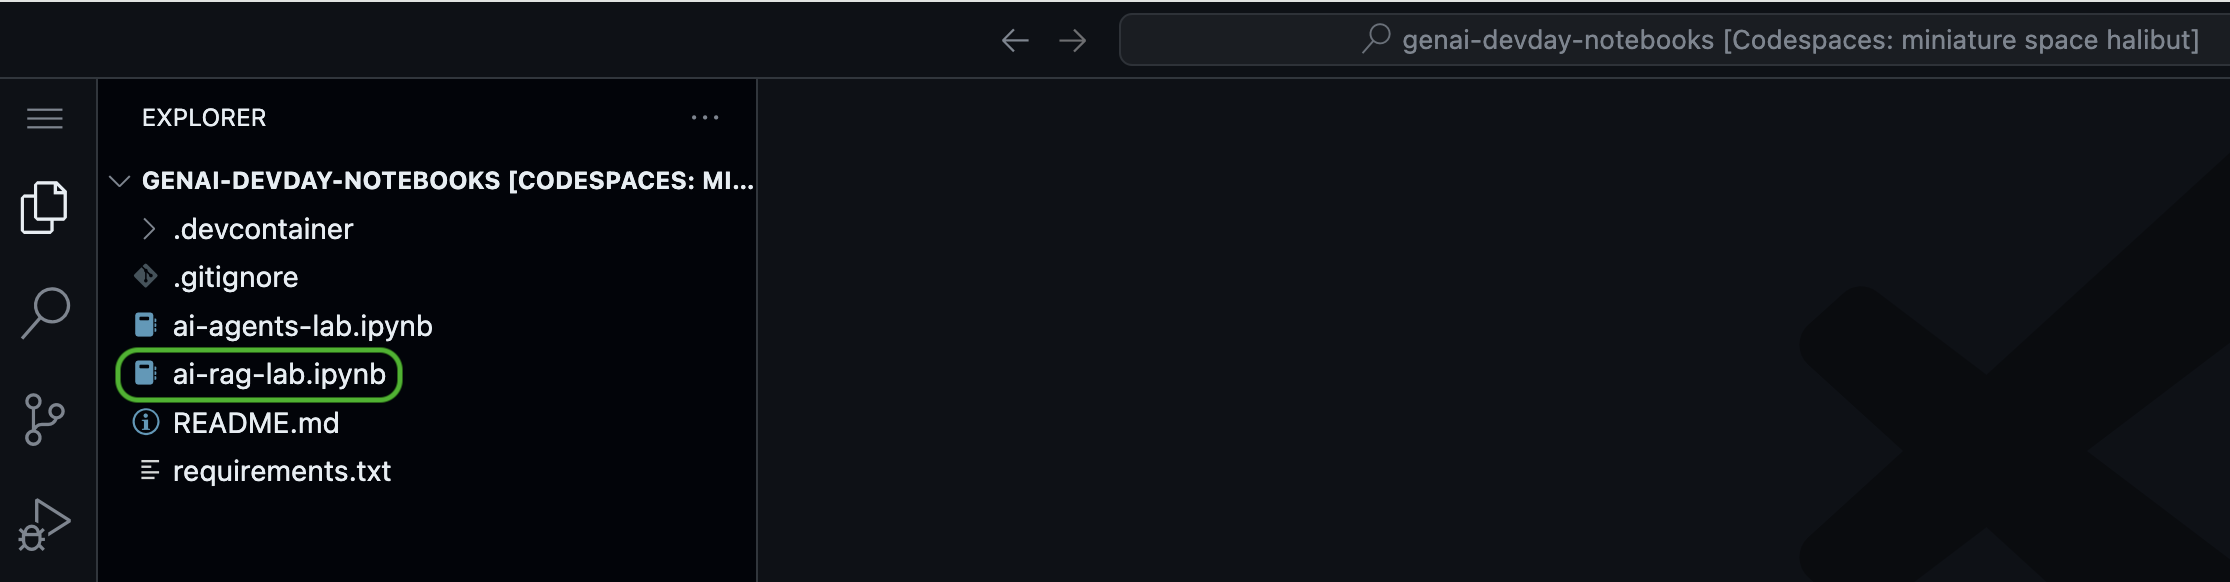 genai-devday-notebooks [Codespaces: miniature space halibut]
EXPLORER
GENAI-DEVDAY-NOTEBOOKS [CODESPACES: MI...
.devcontainer
.gitignore
ai-agents-lab.ipynb
ai-rag-lab.ipynb
README.md
requirements.txt